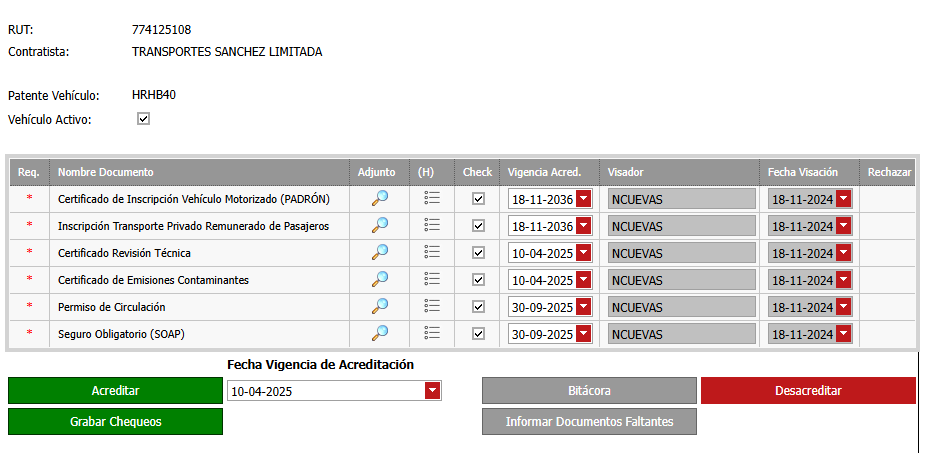 RUT: 774125108
Contratista: TRANSPORTES SANCHEZ LIMITADA
Patente Vehículo: HRHB40
Vehículo Activo:
Req. Nombre Documento Adjunto (H) Check Vigencia Acred. Visador Fecha Visación Rechazar
* Certificado de Inscripción Vehículo Motorizado (PADRÓN) 18-11-2036 NCUEVAS 18-11-2024
* Inscripción Transporte Privado Remunerado de Pasajeros 18-11-2036 NCUEVAS 18-11-2024
* Certificado Revisión Técnica 10-04-2025 NCUEVAS 18-11-2024
* Certificado de Emisiones Contaminantes 10-04-2025 NCUEVAS 18-11-2024
* Permiso de Circulación 30-09-2025 NCUEVAS 18-11-2024
* Seguro Obligatorio (SOAP) 30-09-2025 NCUEVAS 18-11-2024
Fecha Vigencia de Acreditación
Acreditar 10-04-2025 Bitácora Desacreditar
Grabar Chequeos Informar Documentos Faltantes